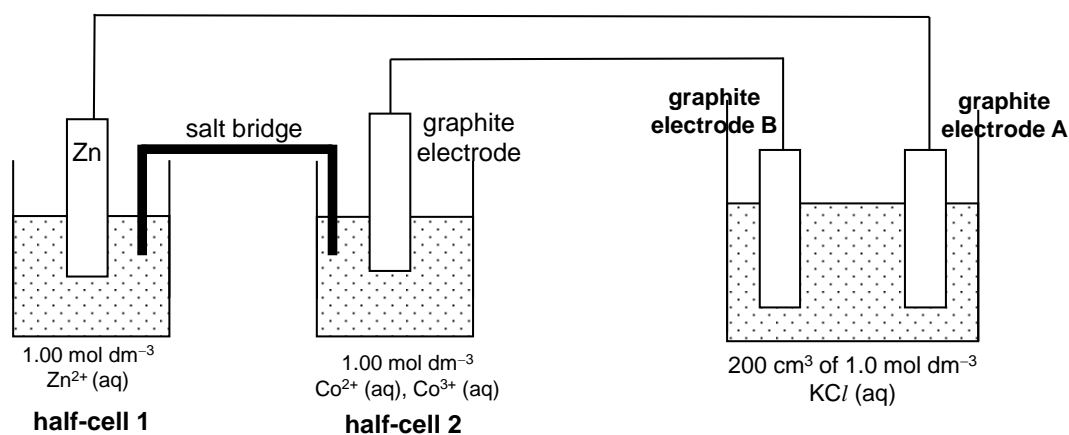 graphite
electrode B
graphite
electrode A
salt bridge
graphite
electrode
Zn
1.00 mol dm⁻³
Zn²⁺ (aq)
half-cell 1
1.00 mol dm⁻³
Co²⁺ (aq), Co³⁺ (aq)
half-cell 2
200 cm³ of 1.0 mol dm⁻³
KCl (aq)